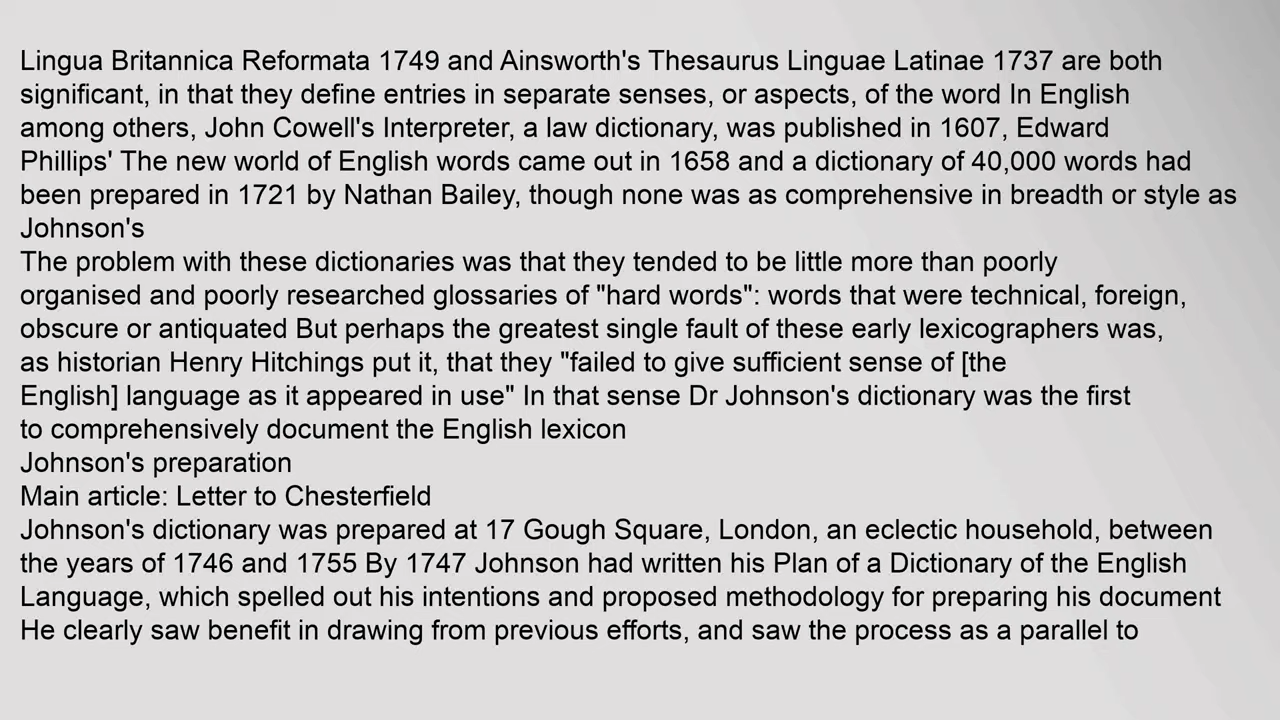 Lingua Britannica Reformata 1749 and Ainsworth's Thesaurus Linguae Latinae 1737 are both
significant, in that they define entries in separate senses, or aspects, of the word In English
among others, John Cowell's Interpreter, a law dictionary, was published in 1607, Edward
Phillips' The new world of English words came out in 1658 and a dictionary of 40,000 words had
been prepared in 1721 by Nathan Bailey, though none was as comprehensive in breadth or style as
Johnson's
The problem with these dictionaries was that they tended to be little more than poorly
organised and poorly researched glossaries of "hard words": words that were technical, foreign,
obscure or antiquated But perhaps the greatest single fault of these early lexicographers was,
as historian Henry Hitchings put it, that they "failed to give sufficient sense of [the
English] language as it appeared in use" In that sense Dr Johnson's dictionary was the first
to comprehensively document the English lexicon
Johnson's preparation
Main article: Letter to Chesterfield
Johnson's dictionary was prepared at 17 Gough Square, London, an eclectic household, between
the years of 1746 and 1755 By 1747 Johnson had written his Plan of a Dictionary of the English
Language, which spelled out his intentions and proposed methodology for preparing his document
He clearly saw benefit in drawing from previous efforts, and saw the process as a parallel to